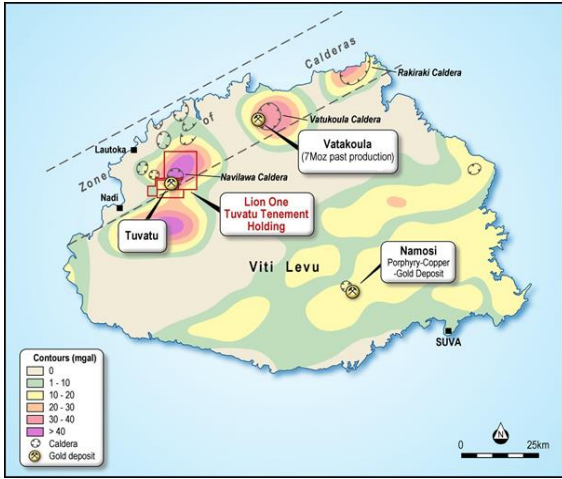 Zone of Calderas
Rakiraki Caldera
Vatukoula Caldera
Vatakoula
(7Moz past production)
Lautoka
Navilawa Caldera
Nadi
Tuvatu
Lion One
Tuvatu Tenement
Holding
Viti Levu
Namosi
Porphyry-Copper
-Gold Deposit
SUVA
Contours (mgal)
0
1 - 10
10 - 20
20 - 30
30 - 40
> 40
Caldera
Gold deposit
N
0 25km